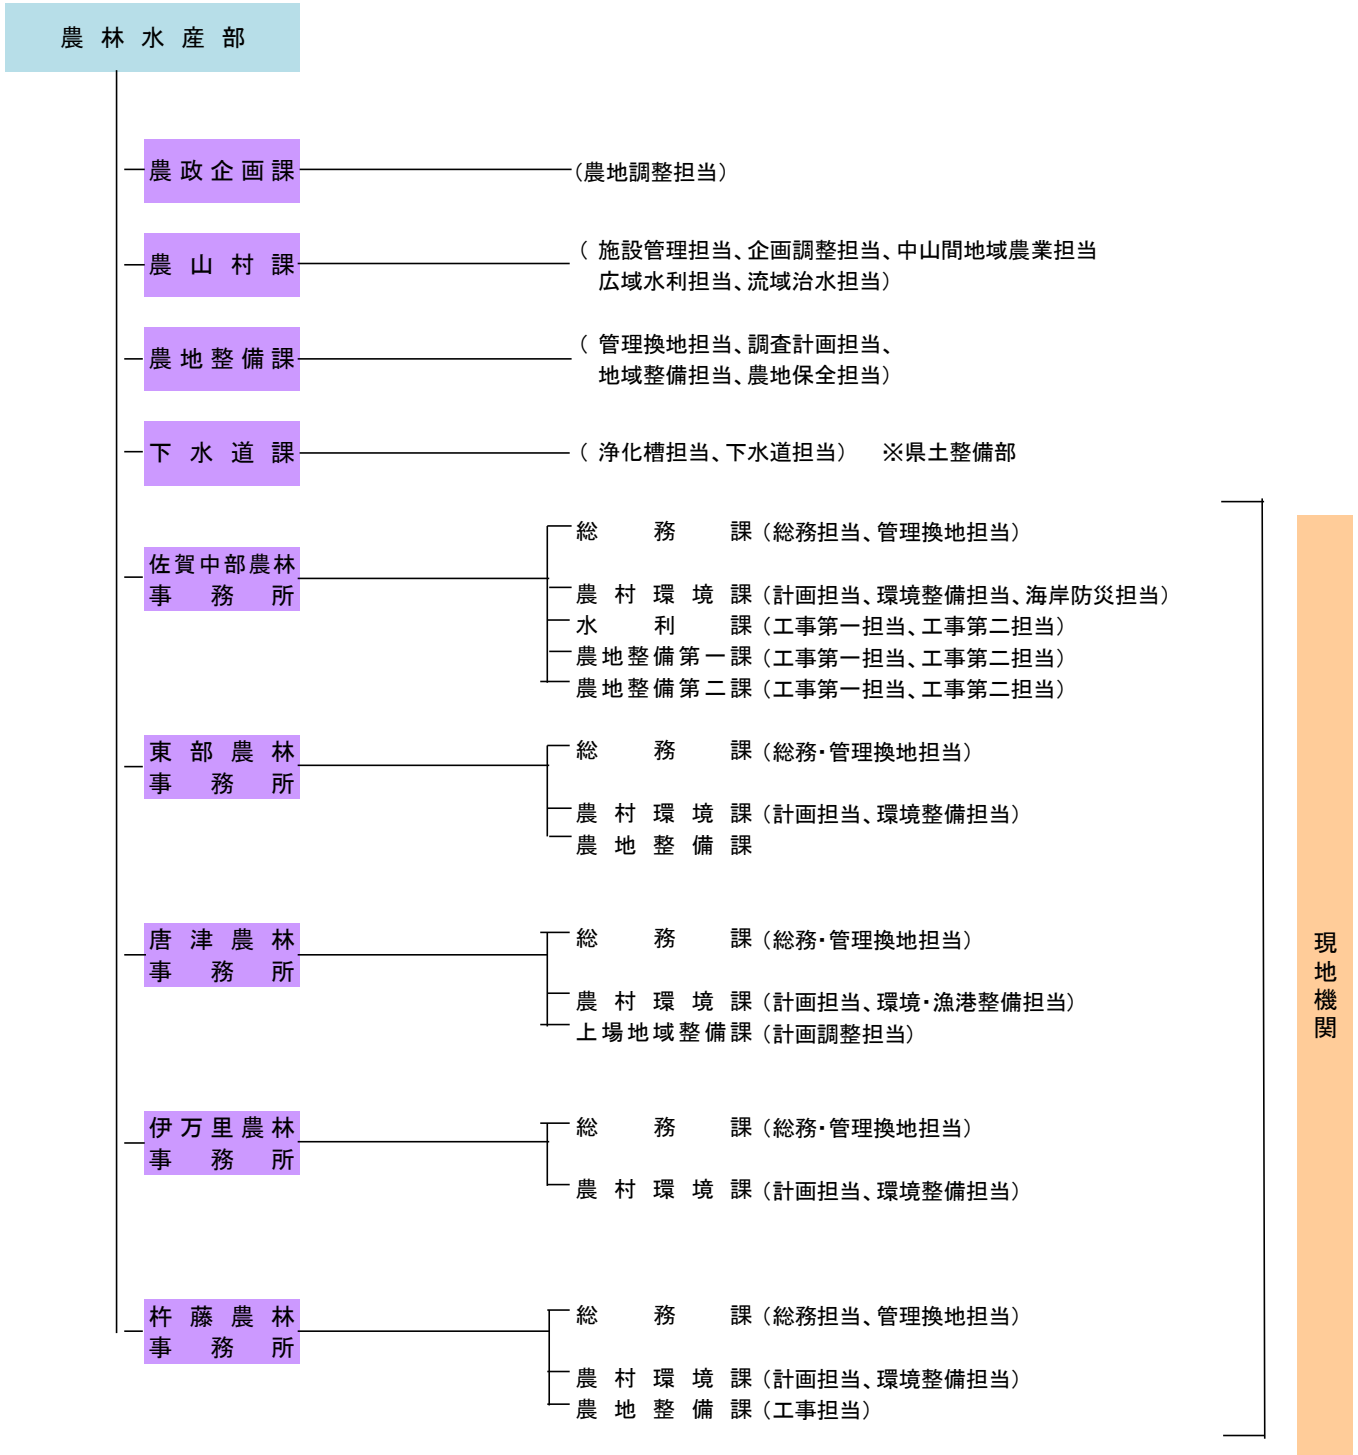 農林水産部
農政企画課 （農地調整担当）
農山村課 （ 施設管理担当、企画調整担当、中山間地域農業担当
広域水利担当、流域治水担当）
農地整備課 （ 管理換地担当、調査計画担当、
地域整備担当、農地保全担当）
下水道課 （ 浄化槽担当、下水道担当） ※県土整備部
佐賀中部農林
事務所
総務課（総務担当、管理換地担当）
農村環境課（計画担当、環境整備担当、海岸防災担当）
水利課（工事第一担当、工事第二担当）
農地整備第一課（工事第一担当、工事第二担当）
農地整備第二課（工事第一担当、工事第二担当）
東部農林
事務所
総務課（総務・管理換地担当）
農村環境課（計画担当、環境整備担当）
農地整備課
唐津農林
事務所
総務課（総務・管理換地担当）
農村環境課（計画担当、環境・漁港整備担当）
上場地域整備課（計画調整担当）
伊万里農林
事務所
総務課（総務・管理換地担当）
農村環境課（計画担当、環境整備担当）
杵藤農林
事務所
総務課（総務担当、管理換地担当）
農村環境課（計画担当、環境整備担当）
農地整備課（工事担当）
現地機関